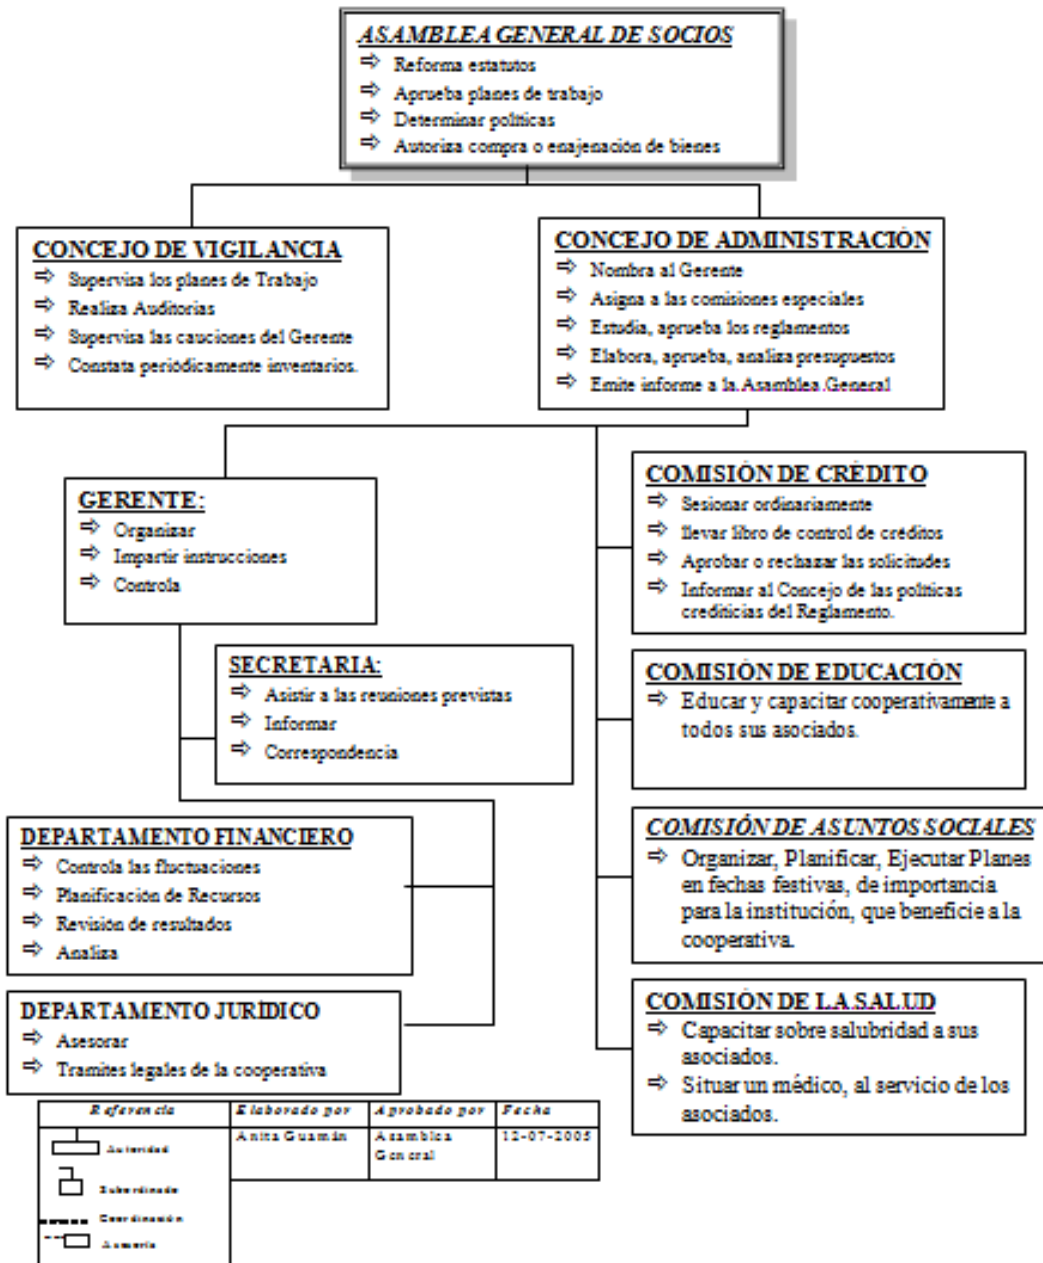 ASAMBLEA GENERAL DE SOCIOS
⇨ Reforma estatutos
⇨ Aprueba planes de trabajo
⇨ Determinar políticas
⇨ Autoriza compra o enajenación de bienes
CONCEJO DE VIGILANCIA
⇨ Supervisa los planes de Trabajo
⇨ Realiza Auditorias
⇨ Supervisa las cauciones del Gerente
⇨ Constata periódicamente inventarios.
CONCEJO DE ADMINISTRACIÓN
⇨ Nombra al Gerente
⇨ Asigna a las comisiones especiales
⇨ Estudia, aprueba los reglamentos
⇨ Elabora, aprueba, analiza presupuestos
⇨ Emite informe a la Asamblea General
GERENTE:
⇨ Organizar
⇨ Impartir instrucciones
⇨ Controla
SECRETARIA:
⇨ Asistir a las reuniones previstas
⇨ Informar
⇨ Correspondencia
DEPARTAMENTO FINANCIERO
⇨ Controla las fluctuaciones
⇨ Planificación de Recursos
⇨ Revisión de resultados
⇨ Analiza
DEPARTAMENTO JURÍDICO
⇨ Asesorar
⇨ Tramites legales de la cooperativa
COMISIÓN DE CRÉDITO
⇨ Sesionar ordinariamente
⇨ llevar libro de control de créditos
⇨ Aprobar o rechazar las solicitudes
⇨ Informar al Concejo de las políticas
crediticias del Reglamento.
COMISIÓN DE EDUCACIÓN
⇨ Educar y capacitar cooperativamente a
todos sus asociados.
COMISIÓN DE ASUNTOS SOCIALES
⇨ Organizar, Planificar, Ejecutar Planes
en fechas festivas, de importancia
para la institución, que beneficie a la
cooperativa.
COMISIÓN DE LA SALUD
⇨ Capacitar sobre salubridad a sus
asociados.
⇨ Situar un médico, al servicio de los
asociados.
Referencia Elaborado por Aprobado por Fecha
Anita Guamán Asamblea 12-07-2005
General
Autoridad
Subordinado
Coordinación
Asesoría